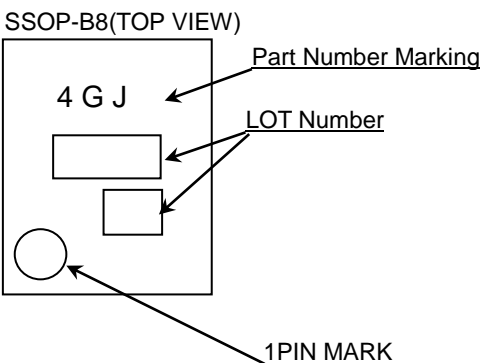 SSOP-B8(TOP VIEW)
Part Number Marking
4 G J
LOT Number
1PIN MARK